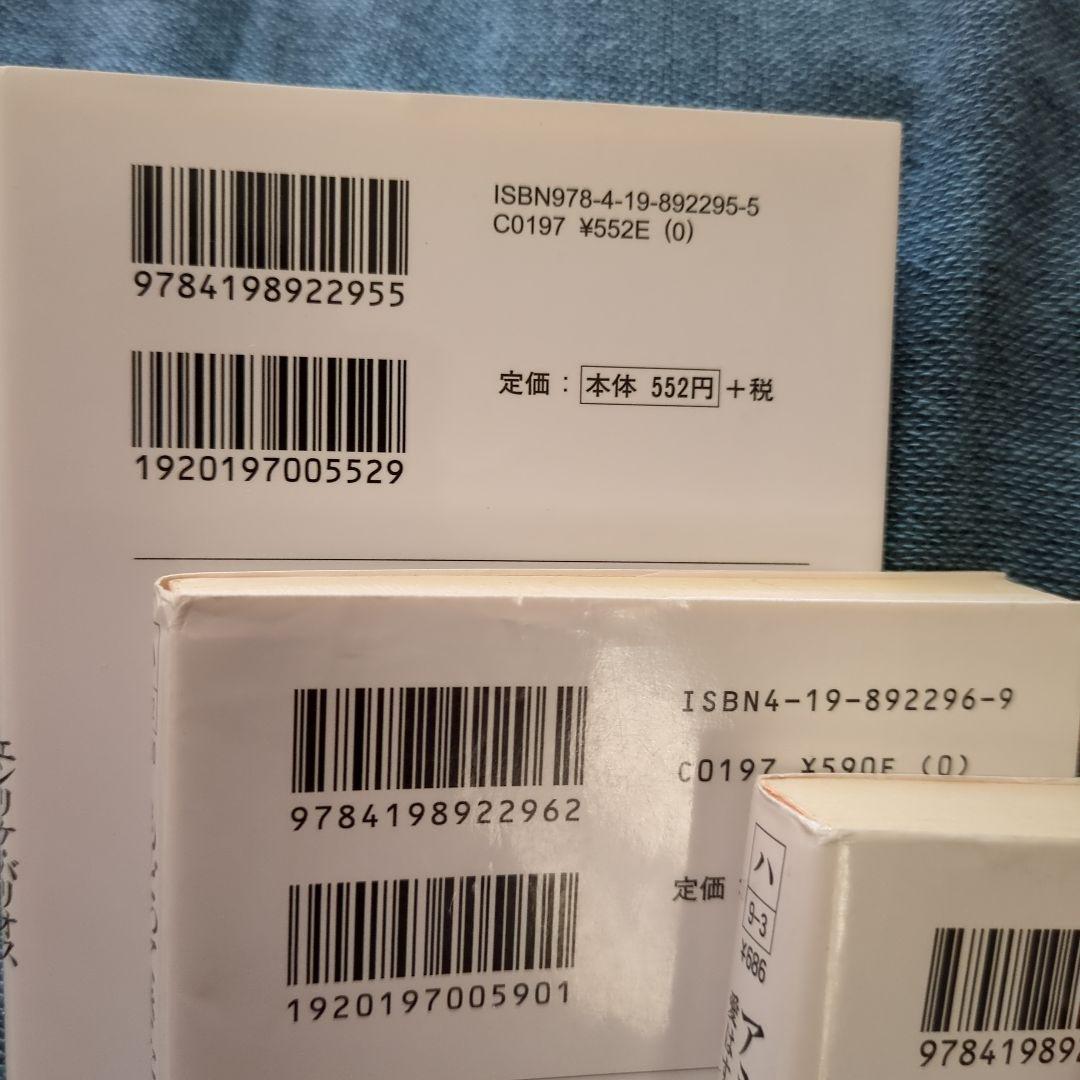 9784198922955
ISBN978-4-19-892295-5
C0197 ¥552E (0)
1920197005529
定価：本体 552円＋税
エンリケ・バリオス
9784198922962
ISBN4-19-892296-9
C0197 ¥590E (0)
1920197005901
定価
ハ
9-3
¥686
ア
978419892